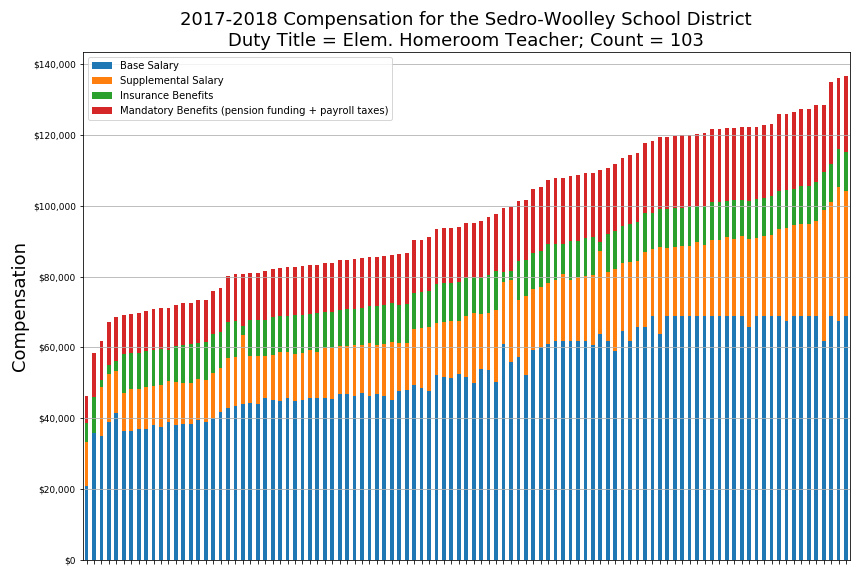 2017-2018 Compensation for the Sedro-Woolley School District
Duty Title = Elem. Homeroom Teacher; Count = 103
Base Salary
Supplemental Salary
Insurance Benefits
Mandatory Benefits (pension funding + payroll taxes)
Compensation
$140,000
$120,000
$100,000
$80,000
$60,000
$40,000
$20,000
$0